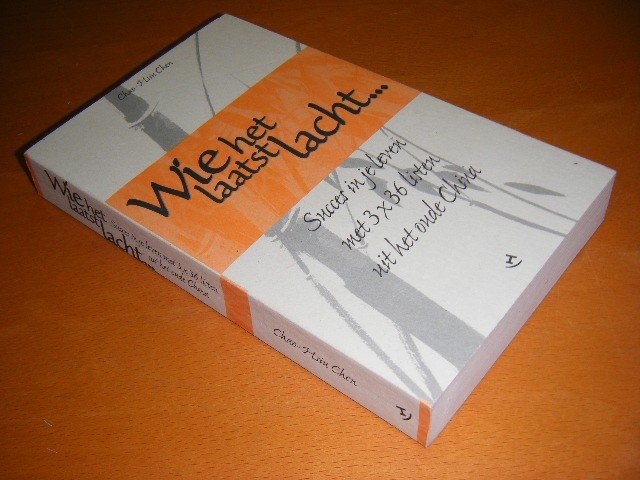 Chao-Hsiu Chen
Wie het
laatst lacht...
Succes in je leven
met 3 x 36 listen
uit het oude China
Wie het
laatst lacht...
Succes in je leven met 3 x 36 listen
uit het oude China
Chao-Hsiu Chen